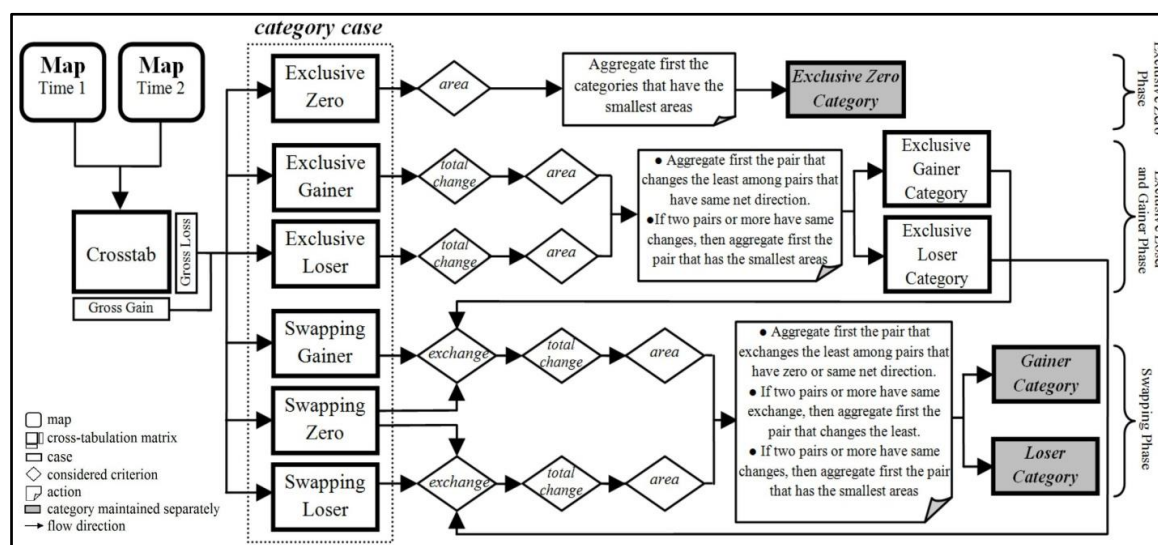 category case
Map
Time 1
Map
Time 2
Crosstab
Gross Loss
Gross Gain
Exclusive
Zero
Exclusive
Gainer
Exclusive
Loser
Swapping
Gainer
Swapping
Zero
Swapping
Loser
area
total
change
area
total
change
area
exchange
total
change
area
exchange
total
change
area
Aggregate first the
categories that have the
smallest areas
Exclusive Zero
Category
● Aggregate first the pair that
changes the least among pairs that
have same net direction.
●If two pairs or more have same
changes, then aggregate first the
pair that has the smallest areas
Exclusive
Gainer
Category
Exclusive
Loser
Category
● Aggregate first the pair that
exchanges the least among pairs that
have zero or same net direction.
● If two pairs or more have same
exchange, then aggregate first the
pair that changes the least.
● If two pairs or more have same
changes, then aggregate first the pair
that has the smallest areas
Gainer
Category
Loser
Category
Phase
and Gainer Phase
Swapping Phase
map
cross-tabulation matrix
case
considered criterion
action
category maintained separately
flow direction